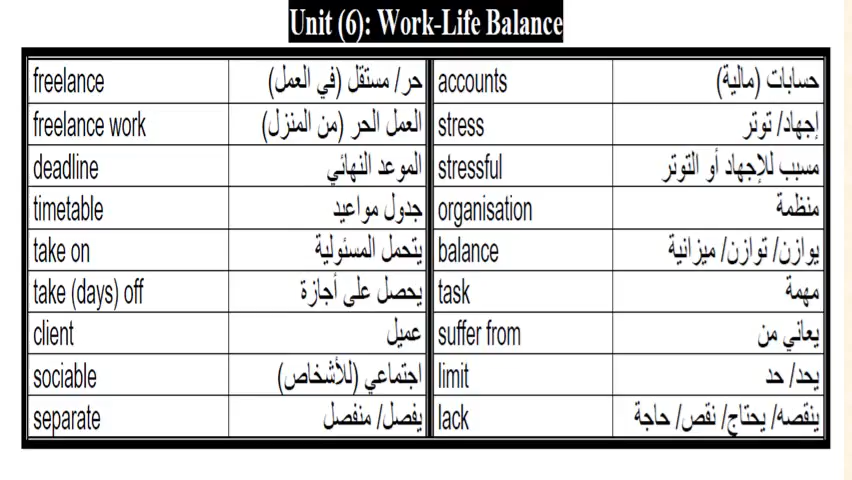 Unit (6): Work-Life Balance
freelance حر/ مستقل (في العمل) accounts حسابات (مالية)
freelance work العمل الحر (من المنزل) stress إجهاد/ توتر
deadline الموعد النهائي stressful مسبب للإجهاد أو التوتر
timetable جدول مواعيد organisation منظمة
take on يتحمل المسئولية balance يوازن/ توازن/ ميزانية
take (days) off يحصل على أجازة task مهمة
client عميل suffer from يعاني من
sociable اجتماعي (للأشخاص) limit يحد/ حد
separate يفصل/ منفصل lack ينقصه/ يحتاج/ نقص/ حاجة